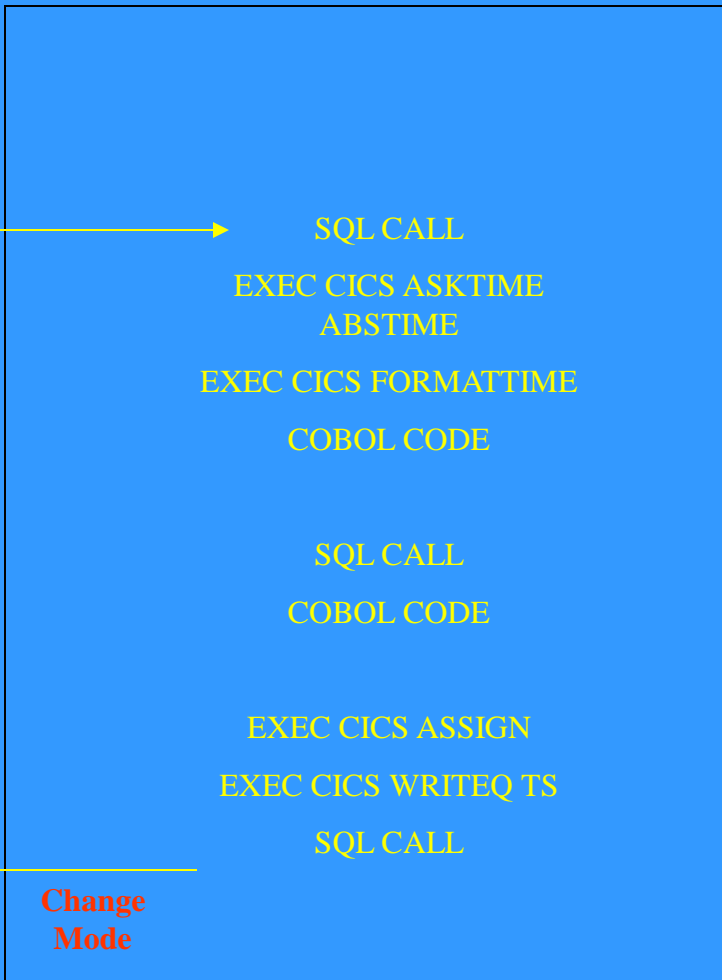 SQL CALL
EXEC CICS ASKTIME
ABSTIME
EXEC CICS FORMATTIME
COBOL CODE
SQL CALL
COBOL CODE
EXEC CICS ASSIGN
EXEC CICS WRITEQ TS
SQL CALL
Change
Mode